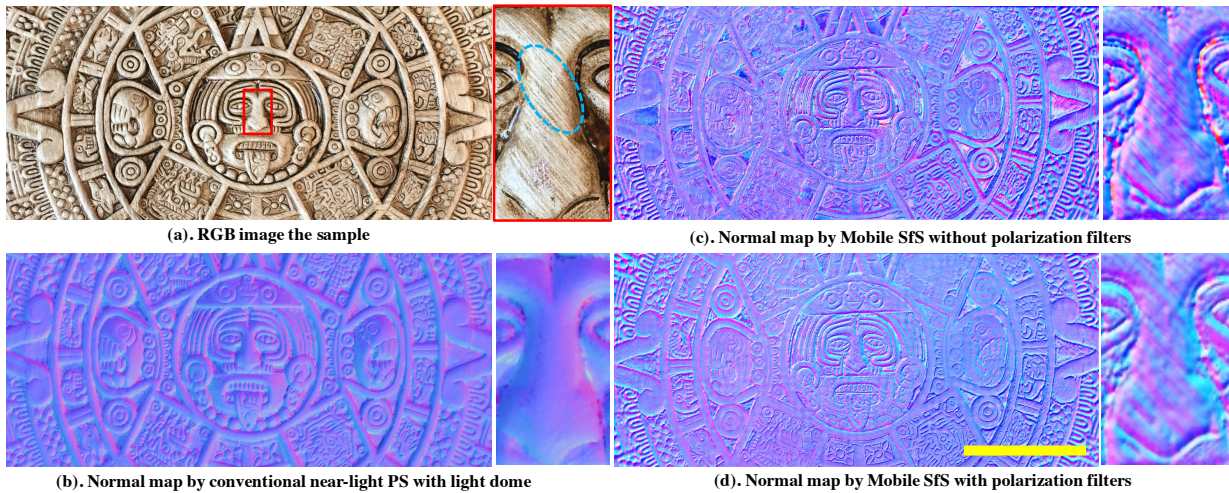 (a). RGB image the sample
(c). Normal map by Mobile SfS without polarization filters
(b). Normal map by conventional near-light PS with light dome
(d). Normal map by Mobile SfS with polarization filters